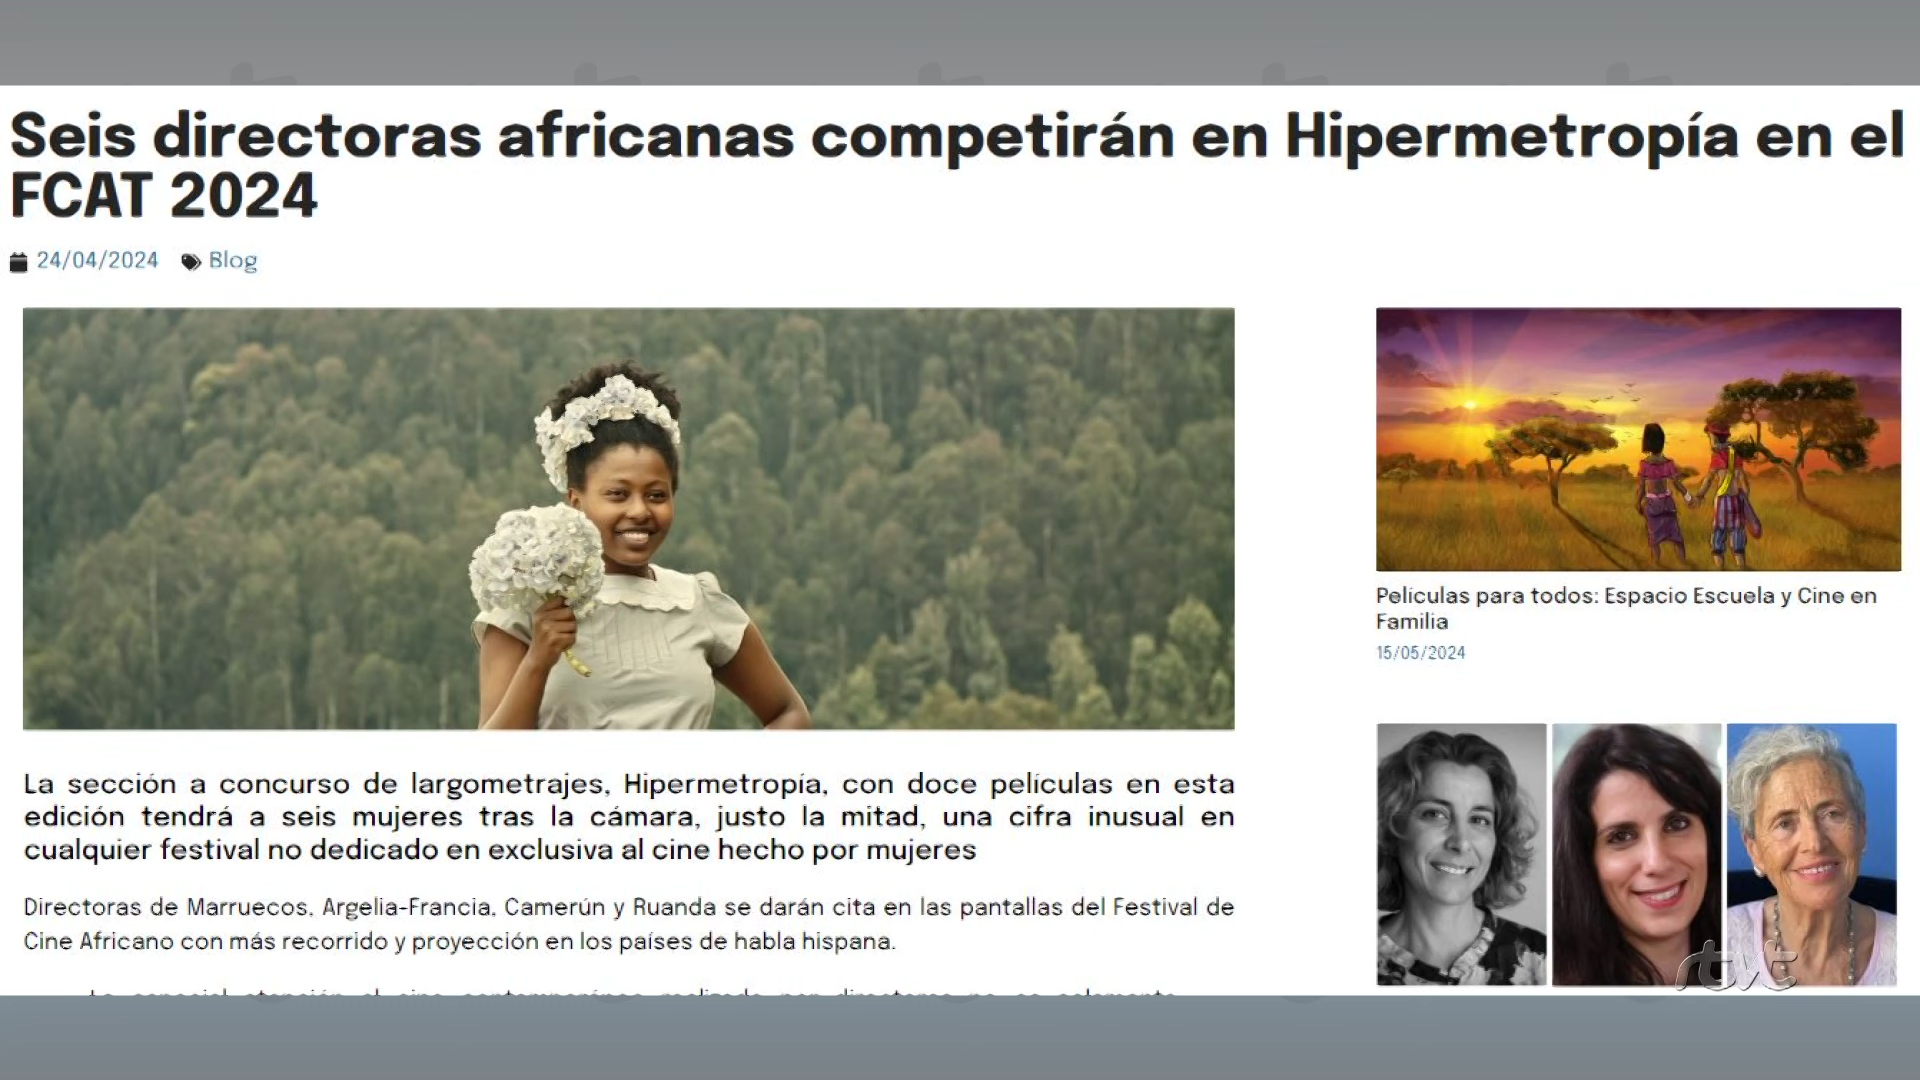 Seis directoras africanas competirán en Hipermetropía en el
FCAT 2024
24/04/2024 Blog
La sección a concurso de largometrajes, Hipermetropía, con doce películas en esta
edición tendrá a seis mujeres tras la cámara, justo la mitad, una cifra inusual en
cualquier festival no dedicado en exclusiva al cine hecho por mujeres
Directoras de Marruecos, Argelia-Francia, Camerún y Ruanda se darán cita en las pantallas del Festival de
Cine Africano con más recorrido y proyección en los países de habla hispana.
Películas para todos: Espacio Escuela y Cine en
Familia
15/05/2024
rtvt